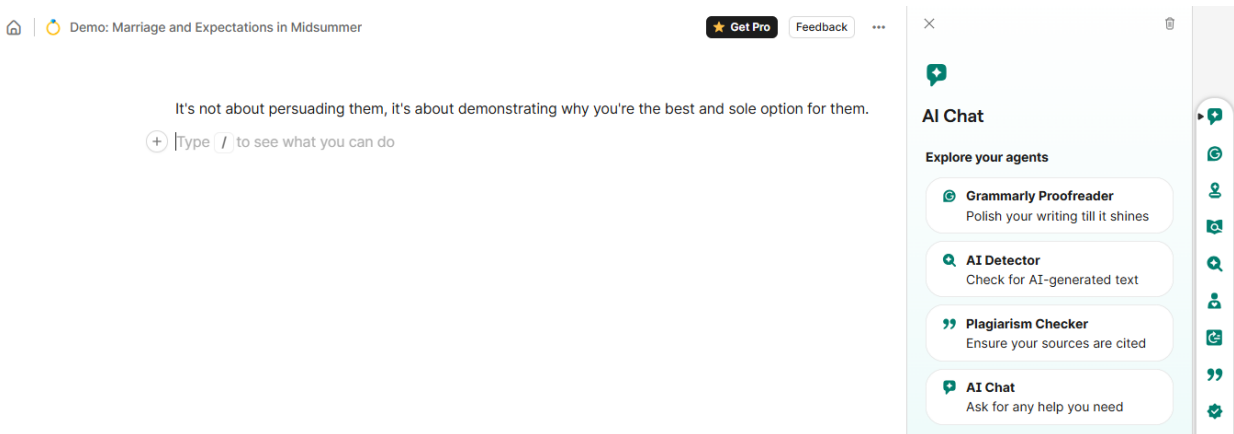 Demo: Marriage and Expectations in Midsummer
Get Pro
Feedback
It's not about persuading them, it's about demonstrating why you're the best and sole option for them.
Type / to see what you can do
AI Chat
Explore your agents
Grammarly Proofreader
Polish your writing till it shines
AI Detector
Check for AI-generated text
Plagiarism Checker
Ensure your sources are cited
AI Chat
Ask for any help you need